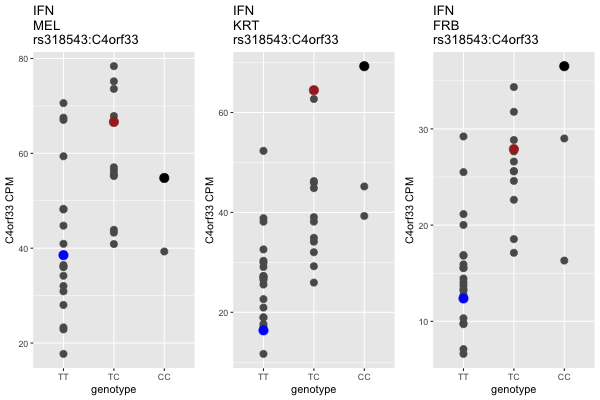 IFN
MEL
rs318543:C4orf33
80
60
40
20
C4orf33 CPM
TT TC CC
genotype
IFN
KRT
rs318543:C4orf33
60
40
20
C4orf33 CPM
TT TC CC
genotype
IFN
FRB
rs318543:C4orf33
30
20
10
C4orf33 CPM
TT TC CC
genotype